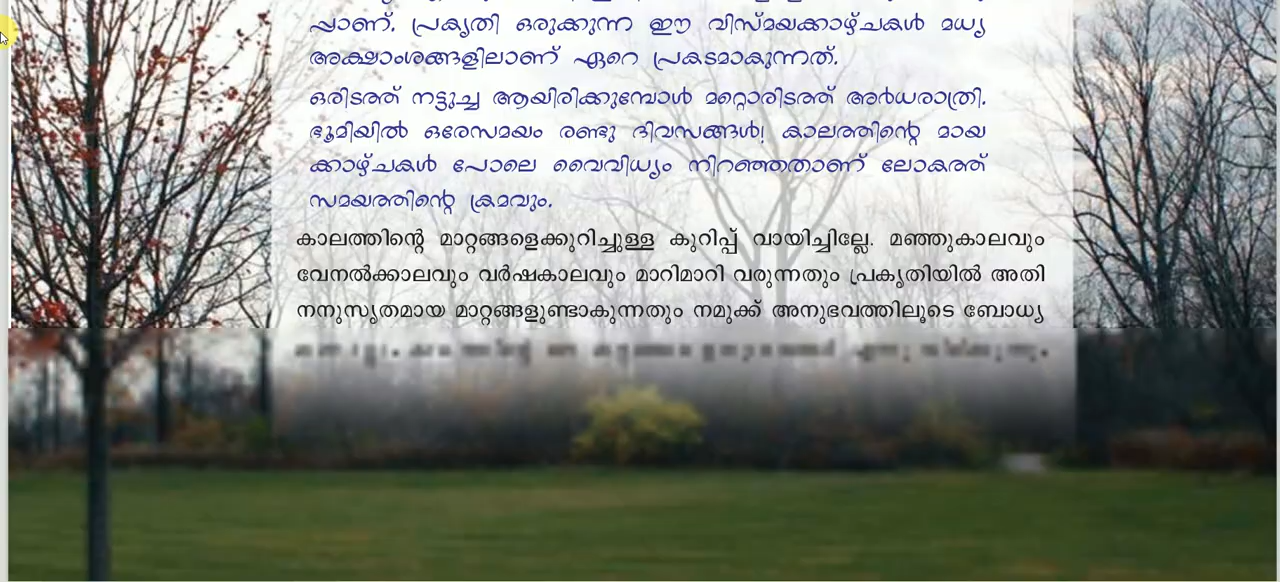 പ്പാണ്. പ്രകൃതി ഒരുക്കുന്ന ഈ വിസ്മയക്കാഴ്ചകൾ മധ്യ
അക്ഷാംശങ്ങളിലാണ് ഏറെ പ്രകടമാകുന്നത്.
ഒരിടത്ത് നട്ടുച്ച ആയിരിക്കുമ്പോൾ മറ്റൊരിടത്ത് അർധരാത്രി.
ഭൂമിയിൽ ഒരേസമയം രണ്ടു ദിവസങ്ങൾ! കാലത്തിന്റെ മായ
ക്കാഴ്ചകൾ പോലെ വൈവിധ്യം നിറഞ്ഞതാണ് ലോകത്ത്
സമയത്തിന്റെ ക്രമവും.
കാലത്തിന്റെ മാറ്റങ്ങളെക്കുറിച്ചുള്ള കുറിപ്പ് വായിച്ചില്ലേ. മഞ്ഞുകാലവും
വേനൽക്കാലവും വർഷകാലവും മാറിമാറി വരുന്നതും പ്രകൃതിയിൽ അതി
നനുസൃതമായ മാറ്റങ്ങളുണ്ടാകുന്നതും നമുക്ക് അനുഭവത്തിലൂടെ ബോധ്യ